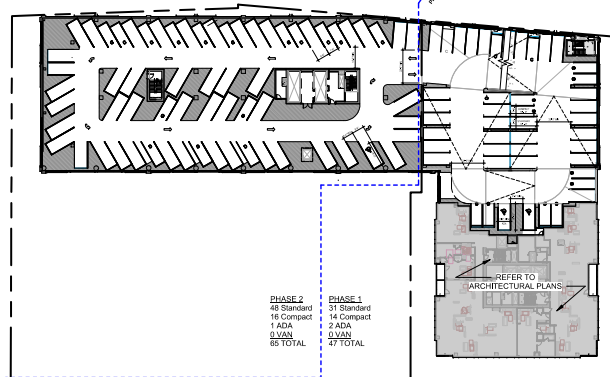 REFER TO
ARCHITECTURAL PLANS
PHASE 2
48 Standard
16 Compact
1 ADA
0 VAN
65 TOTAL
PHASE 1
31 Standard
14 Compact
2 ADA
0 VAN
47 TOTAL